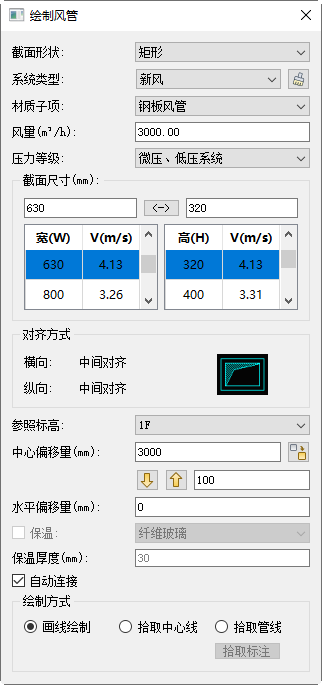 绘制风管
截面形状: 矩形
系统类型: 新风
材质子项: 钢板风管
风量(m³/h): 3000.00
压力等级: 微压、低压系统
截面尺寸(mm):
630 <-> 320
宽(W) V(m/s) 高(H) V(m/s)
630 4.13 320 4.13
800 3.26 400 3.31
对齐方式
横向: 中间对齐
纵向: 中间对齐
参照标高: 1F
中心偏移量(mm): 3000
100
水平偏移量(mm): 0
保温: 纤维玻璃
保温厚度(mm): 30
自动连接
绘制方式
画线绘制 拾取中心线 拾取管线
拾取标注